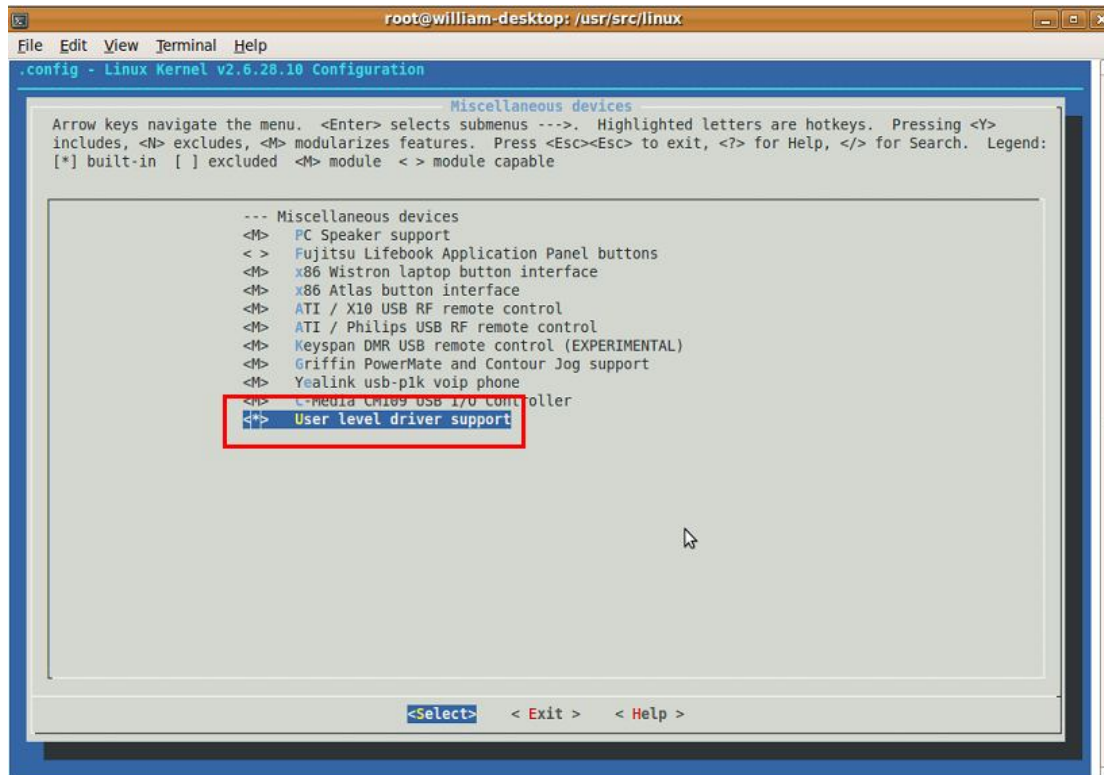 root@william-desktop: /usr/src/linux
File Edit View Terminal Help
.config - Linux Kernel v2.6.28.10 Configuration
Miscellaneous devices
Arrow keys navigate the menu. <Enter> selects submenus --->. Highlighted letters are hotkeys. Pressing <Y>
includes, <N> excludes, <M> modularizes features. Press <Esc><Esc> to exit, <?> for Help, </> for Search. Legend:
[*] built-in [ ] excluded <M> module < > module capable
--- Miscellaneous devices
<M> PC Speaker support
< > Fujitsu Lifebook Application Panel buttons
<M> x86 Wistron laptop button interface
<M> x86 Atlas button interface
<M> ATI / X10 USB RF remote control
<M> ATI / Philips USB RF remote control
<M> Keyspan DMR USB remote control (EXPERIMENTAL)
<M> Griffin PowerMate and Contour Jog support
<M> Yealink usb-p1k voip phone
<M> C-Media CM109 USB I/O Controller
<*> User level driver support
<Select> < Exit > < Help >